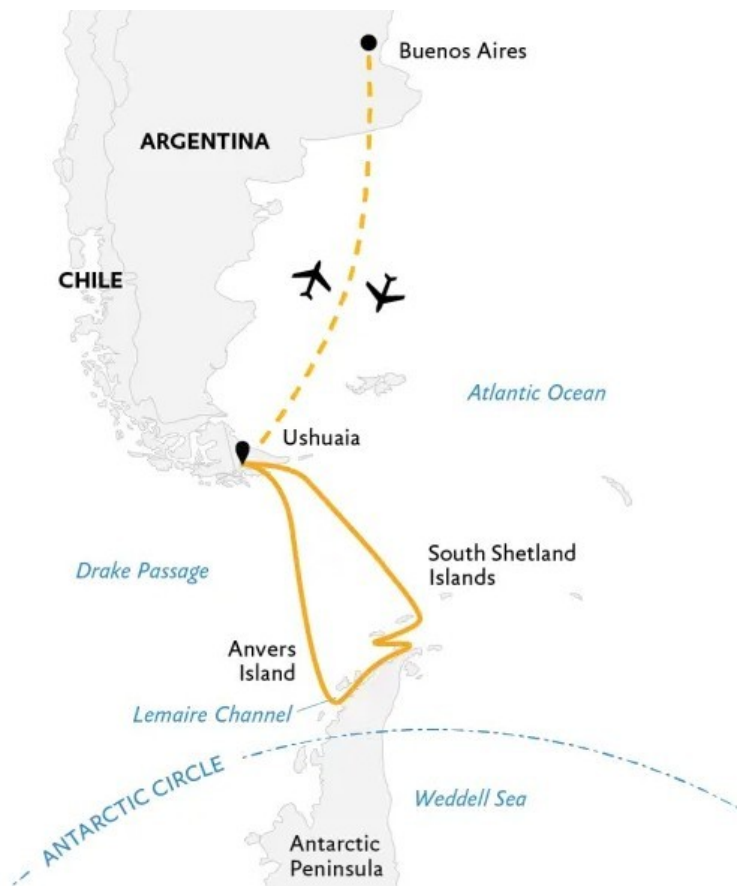 Buenos Aires
ARGENTINA
CHILE
Atlantic Ocean
Ushuaia
South Shetland
Islands
Drake Passage
Anvers
Island
Lemaire Channel
ANTARCTIC CIRCLE
Weddell Sea
Antarctic
Peninsula